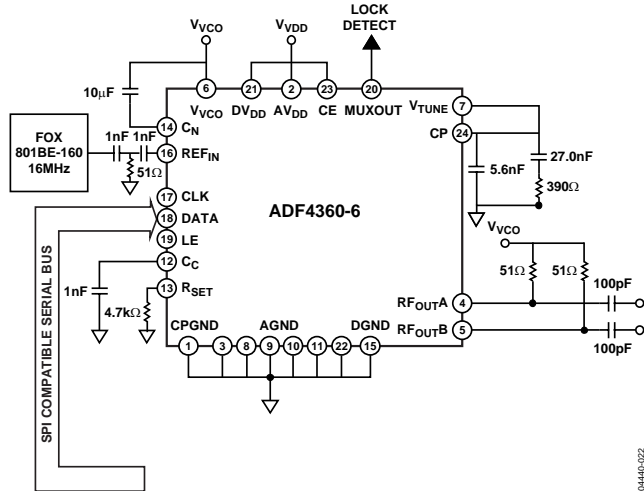 LOCK
DETECT
VVCO
VVDD
10µF
6
21
2
23
20
VVCO
DVDD
AVDD
CE
MUXOUT
VTUNE
7
CP
24
14
CN
FOX
801BE-160
16MHz
1nF
1nF
16
REFIN
51Ω
27.0nF
5.6nF
390Ω
17
CLK
18
DATA
19
LE
ADF4360-6
12
CC
13
RSET
1nF
4.7kΩ
SPI COMPATIBLE SERIAL BUS
VVCO
51Ω
51Ω
100pF
RFOUTA
4
RFOUTB
5
100pF
CPGND
AGND
DGND
1
3
8
9
10
11
22
15
04440-022